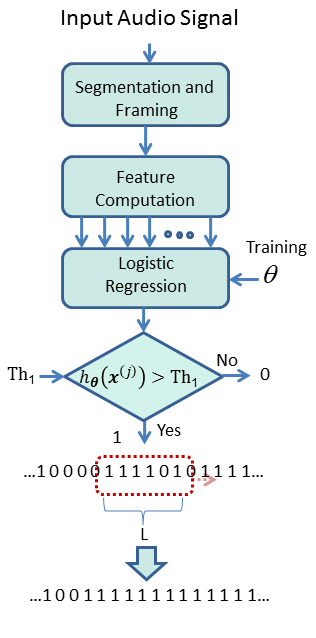 Input Audio Signal
Segmentation and
Framing
Feature
Computation
Training
Logistic
Regression
θ
No
Th₁
h_θ(x^(j)) > Th₁
0
Yes
1
...1 0 0 0 0 1 1 1 1 0 1 0 1 1 1 1...
L
...1 0 0 1 1 1 1 1 1 1 1 1 1 1 1 1...